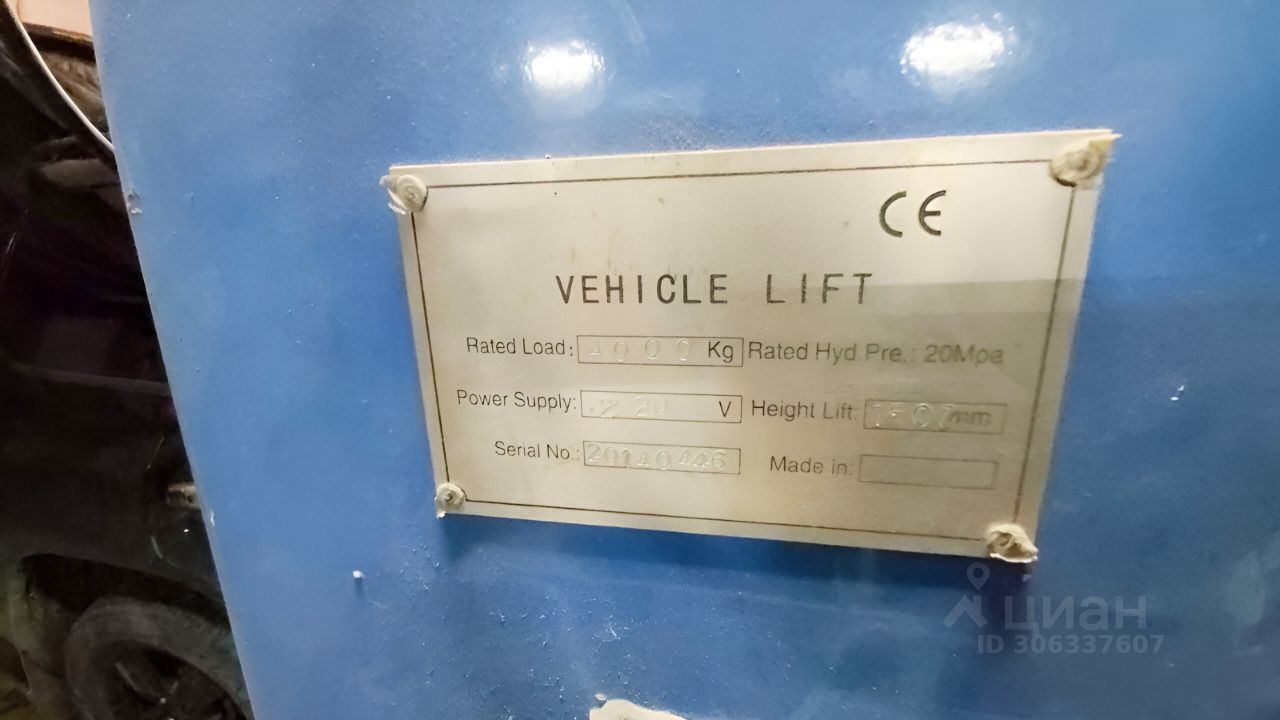 CE
VEHICLE LIFT
Rated Load: 4000 Kg Rated Hyd.Pre.: 20Mpa
Power Supply: 220 V Height Lift: mm
Serial No.: 20140446 Made in:
циан
ID 306337607